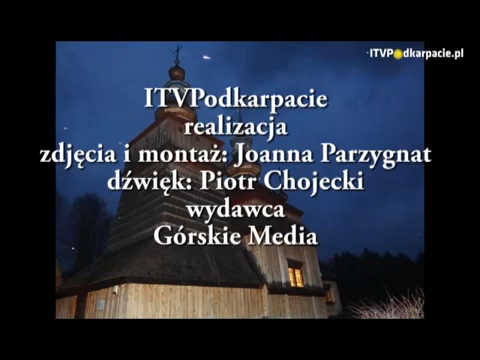 ITVPodkarpacie.pl
ITVPodkarpacie
realizacja
zdjęcia i montaż: Joanna Parzygnat
dźwięk: Piotr Chojecki
wydawca
Górskie Media